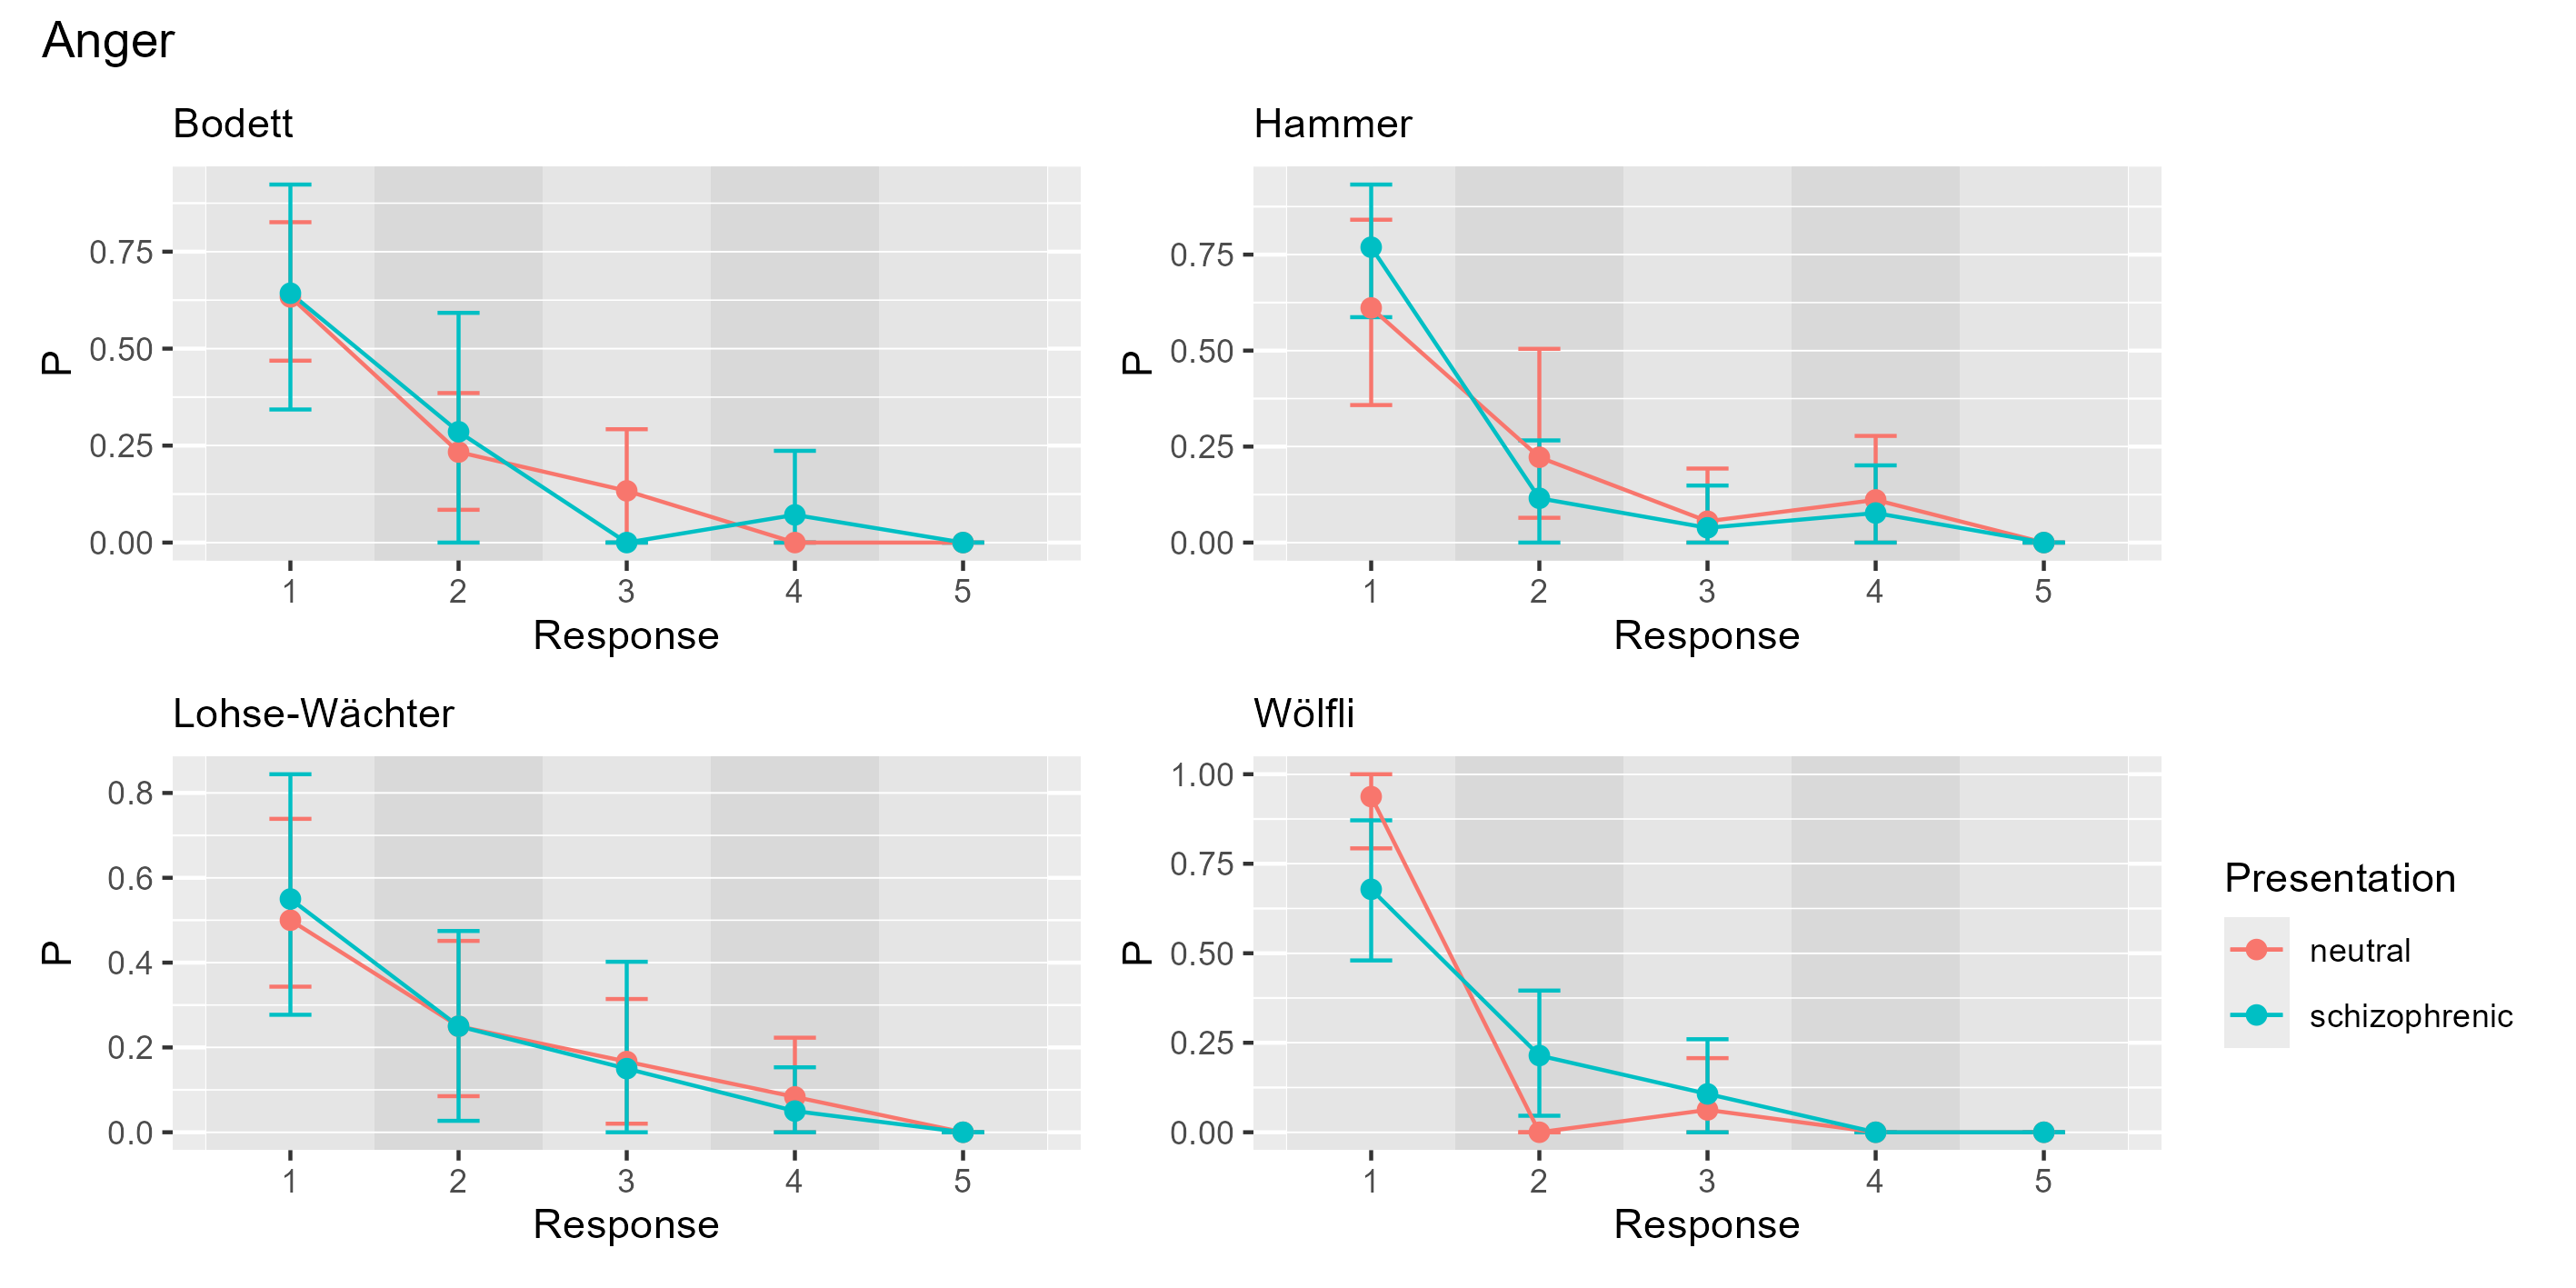 Anger
Bodett
P
0.75
0.50
0.25
0.00
1 2 3 4 5
Response
Hammer
P
0.75
0.50
0.25
0.00
1 2 3 4 5
Response
Lohse-Wächter
P
0.8
0.6
0.4
0.2
0.0
1 2 3 4 5
Response
Wölfli
P
1.00
0.75
0.50
0.25
0.00
1 2 3 4 5
Response
Presentation
neutral
schizophrenic